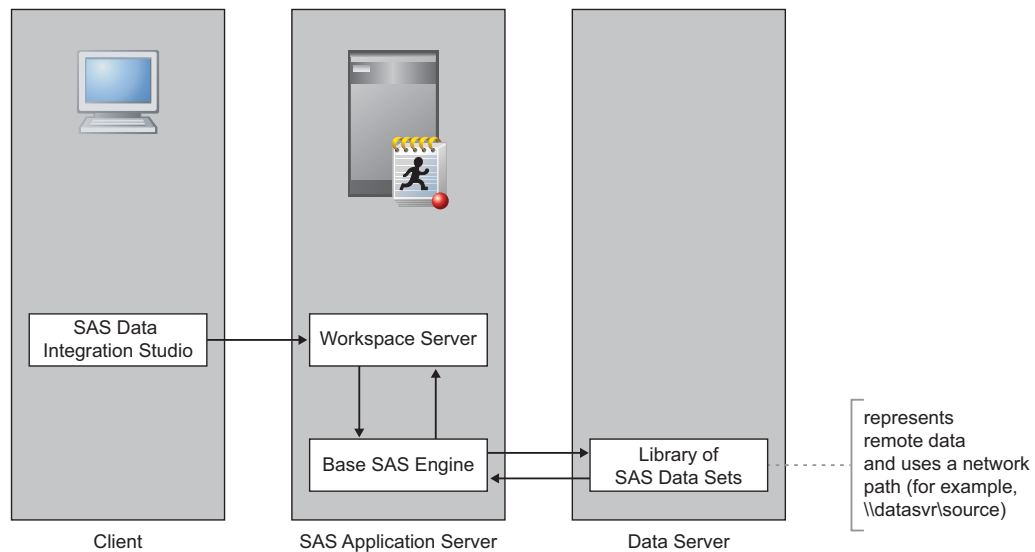 SAS Data
Integration Studio
Workspace Server
Base SAS Engine
Library of
SAS Data Sets
represents
remote data
and uses a network
path (for example,
\\datasvr\source)
Client
SAS Application Server
Data Server